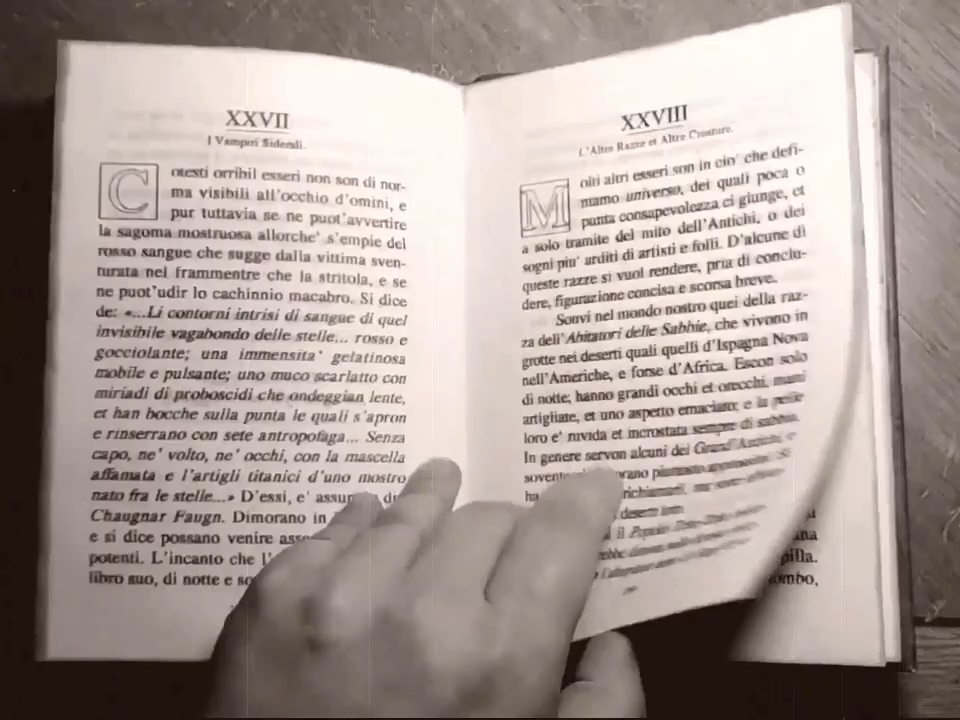 XXVII
I Vampiri Siderali.
Cotesti orribil esseri non son di nor-
ma visibili all'occhio d'omini, e
pur tuttavia se ne puot'avvertire
la sagoma mostruosa allorche' s'empie del
rosso sangue che sugge dalla vittima sven-
turata nel frammentre che la stritola, e se
ne puot'udir lo cachinnio macabro. Si dice
de: «...Li contorni intrisi di sangue di quel
invisibile vagabondo delle stelle... rosso e
gocciolante; una immensita' gelatinosa
mobile e pulsante; uno muco scarlatto con
miriadi di proboscidi che ondeggian lente,
et han bocche sulla punta le quali s'apron
e rinserrano con sete antropofaga... Senza
capo, ne' volto, ne' occhi, con la mascella
affamata e l'artigli titanici d'uno mostro
nato fra le stelle...» D'essi, e'
Chaugnar Faugn. Dimorano in
e si dice possano venire
potenti. L'incanto che
libro suo, di notte e
XXVIII
L'Altre Razze et Altre Creature.
Molti altri esseri son in cio' che defi-
mamo universo, dei quali poca o
punta consapevolezza ci giunge, et
a solo tramite del mito dell'Antichi, o dei
sogni piu' arditi di artisti e folli. D'alcune di
queste razze si vuol rendere, pria di conclu-
dere, figurazione concisa e scorsa breve.
Sonvi nel mondo nostro quei della raz-
za dell'Abitatori delle Sabbie, che vivono in
grotte nei deserti quali quelli d'Ispagna Nova
nell'Americhe, e forse d'Africa. Escon solo
di notte; hanno grandi occhi et orecchi, mani
artigliate, et uno aspetto emaciato; e la pelle
loro e' ruvida et incrostata sempre di sabbia.
In genere servon alcuni dei Grand'Antichi e